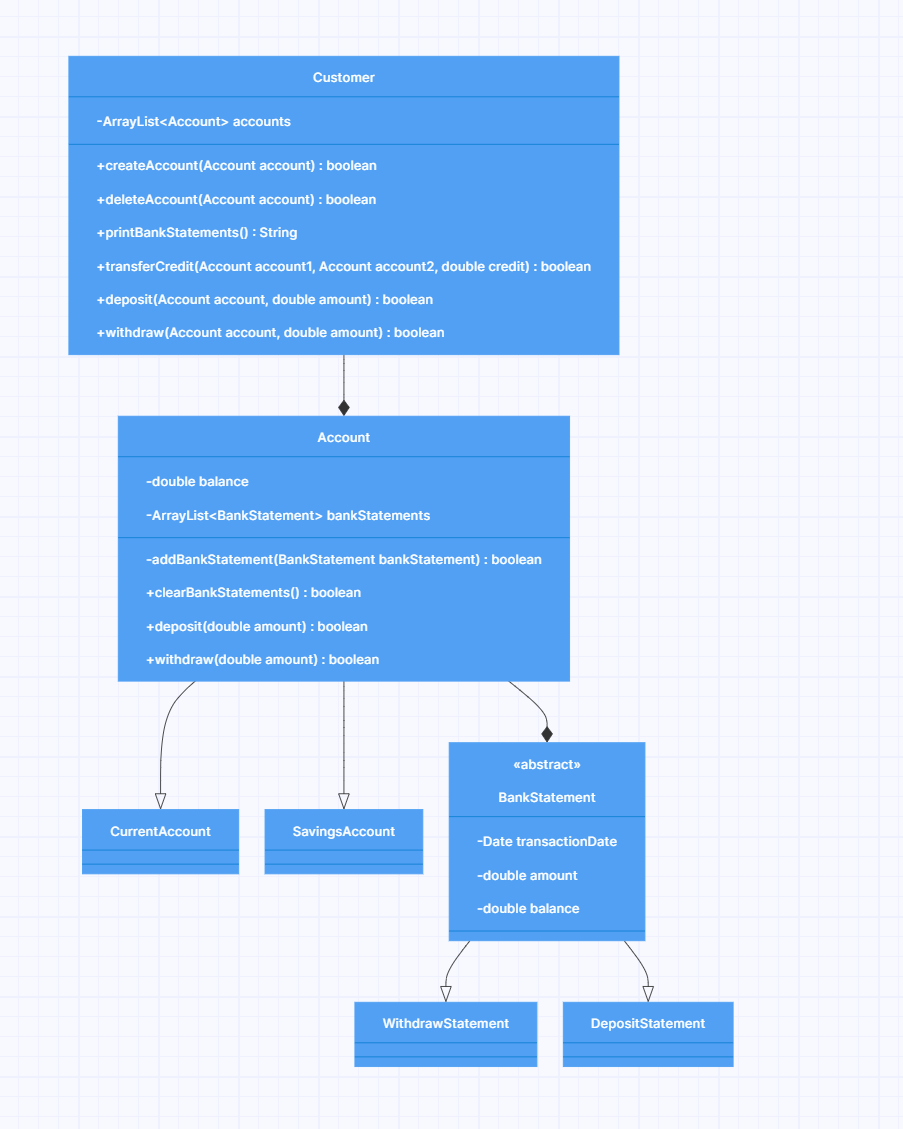 Customer
-ArrayList<Account> accounts
+createAccount(Account account) : boolean
+deleteAccount(Account account) : boolean
+printBankStatements() : String
+transferCredit(Account account1, Account account2, double credit) : boolean
+deposit(Account account, double amount) : boolean
+withdraw(Account account, double amount) : boolean
Account
-double balance
-ArrayList<BankStatement> bankStatements
-addBankStatement(BankStatement bankStatement) : boolean
+clearBankStatements() : boolean
+deposit(double amount) : boolean
+withdraw(double amount) : boolean
CurrentAccount
SavingsAccount
«abstract»
BankStatement
-Date transactionDate
-double amount
-double balance
WithdrawStatement
DepositStatement